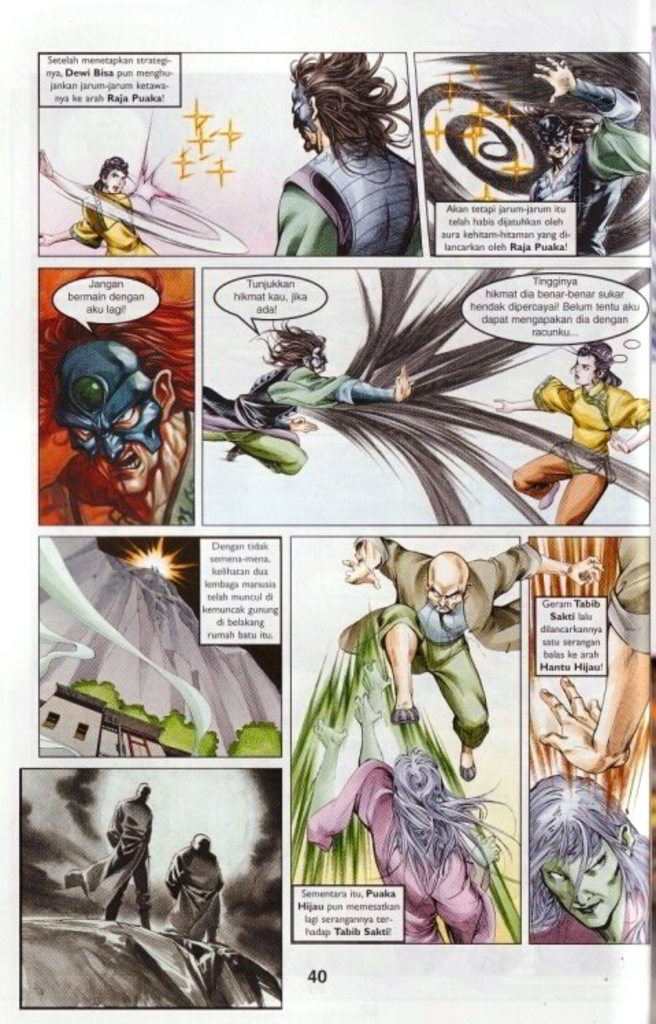 Setelah menetapkan strategi-
nya, Dewi Bisa pun menghu-
jankan jarum-jarum ketawa-
nya ke arah Raja Puaka!
Akan tetapi jarum-jarum itu
telah habis dijatuhkan oleh
aura kehitam-hitaman yang di-
lancarkan oleh Raja Puaka!
Jangan
bermain dengan
aku lagi!
Tunjukkan
hikmat kau, jika
ada!
Tingginya
hikmat dia benar-benar sukar
hendak dipercayai! Belum tentu aku
dapat mengapakan dia dengan
racunku...
Dengan tidak
semena-mena,
kelihatan dua
lembaga manusia
telah muncul di
kemuncak gunung
di belakang
rumah batu itu.
Sementara itu, Puaka
Hijau pun memesatkan
lagi serangannya ter-
hadap Tabib Sakti!
Geram Tabib
Sakti lalu
dilancarkannya
satu serangan
balas ke arah
Hantu Hijau!
40